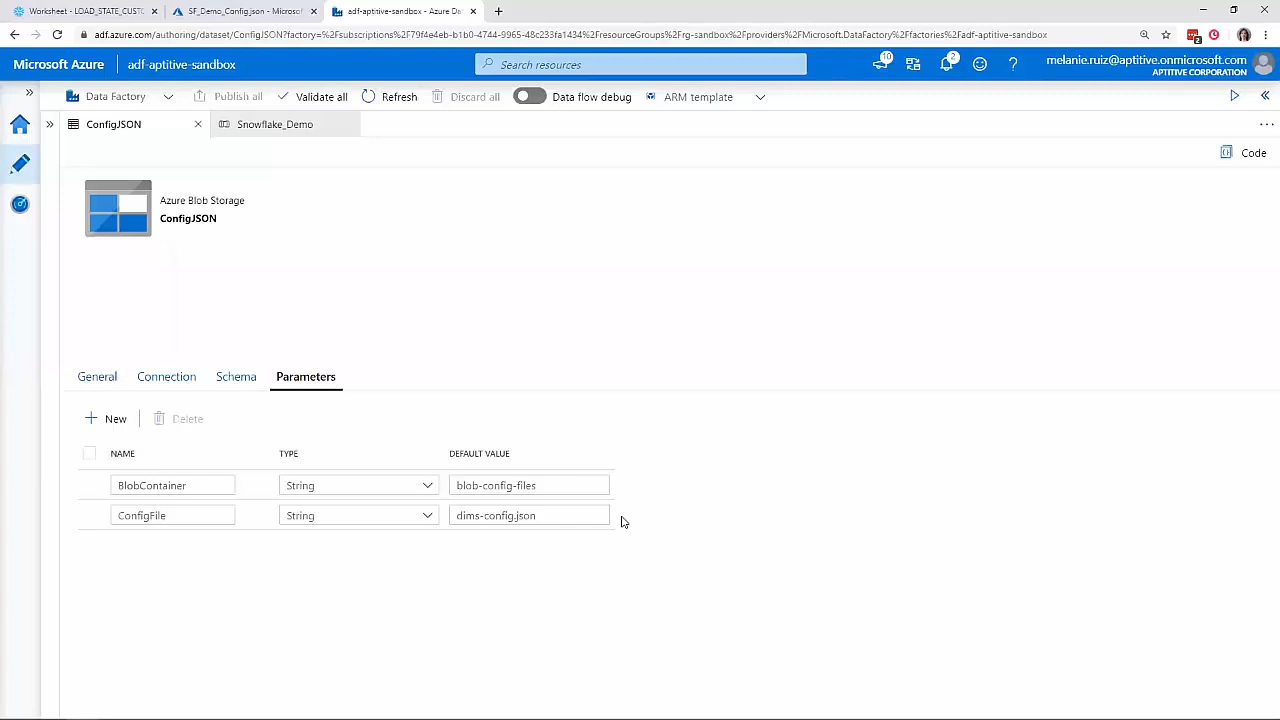 Worksheet - LOAD_STATE_CUSTO
SF_Demo_Config.json - Microsof
adf-aptitive-sandbox - Azure Da
adf.azure.com/authoring/dataset/ConfigJSON?factory=%2Fsubscriptions%2F79f4e4eb-b1b0-4744-9965-48c233fa1434%2FresourceGroups%2Frg-sandbox%2Fproviders%2FMicrosoft.DataFactory%2Ffactories%2Fadf-aptitive-sandbox
2
Microsoft Azure
adf-aptitive-sandbox
Search resources
10
2
?
melanie.ruiz@aptitive.onmicrosoft.com
APTITIVE CORPORATION
»
Data Factory
Publish all
Validate all
Refresh
Discard all
Data flow debug
ARM template
«
»
ConfigJSON
Snowflake_Demo
Code
Azure Blob Storage
ConfigJSON
General
Connection
Schema
Parameters
+ New
Delete
NAME TYPE DEFAULT VALUE
BlobContainer String blob-config-files
ConfigFile String dims-config.json